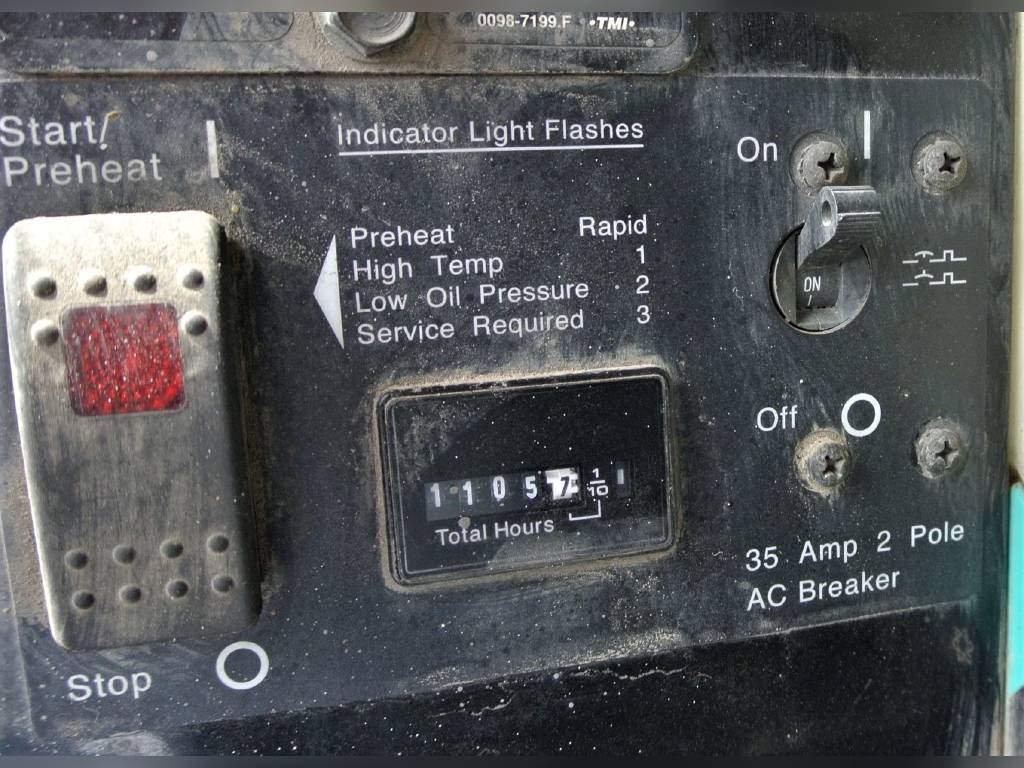 0098-7199.F •TMI•
Start/
Preheat
Indicator Light Flashes
Preheat Rapid
High Temp 1
Low Oil Pressure 2
Service Required 3
On
ON
Off
1 1 0 5 7 1/10
Total Hours
35 Amp 2 Pole
AC Breaker
Stop